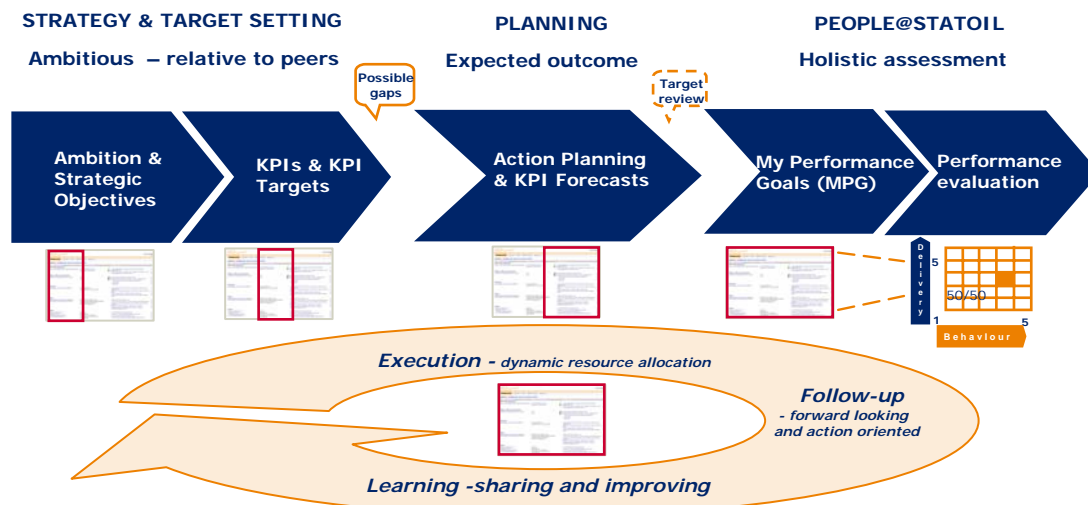 STRATEGY & TARGET SETTING
Ambitious – relative to peers
PLANNING
Expected outcome
PEOPLE@STATOIL
Holistic assessment
Possible
gaps
Target
review
Ambition &
Strategic
Objectives
KPIs & KPI
Targets
Action Planning
& KPI Forecasts
My Performance
Goals (MPG)
Performance
evaluation
Delivery
5
50/50
1
5
Behaviour
Execution - dynamic resource allocation
Follow-up
- forward looking
and action oriented
Learning -sharing and improving